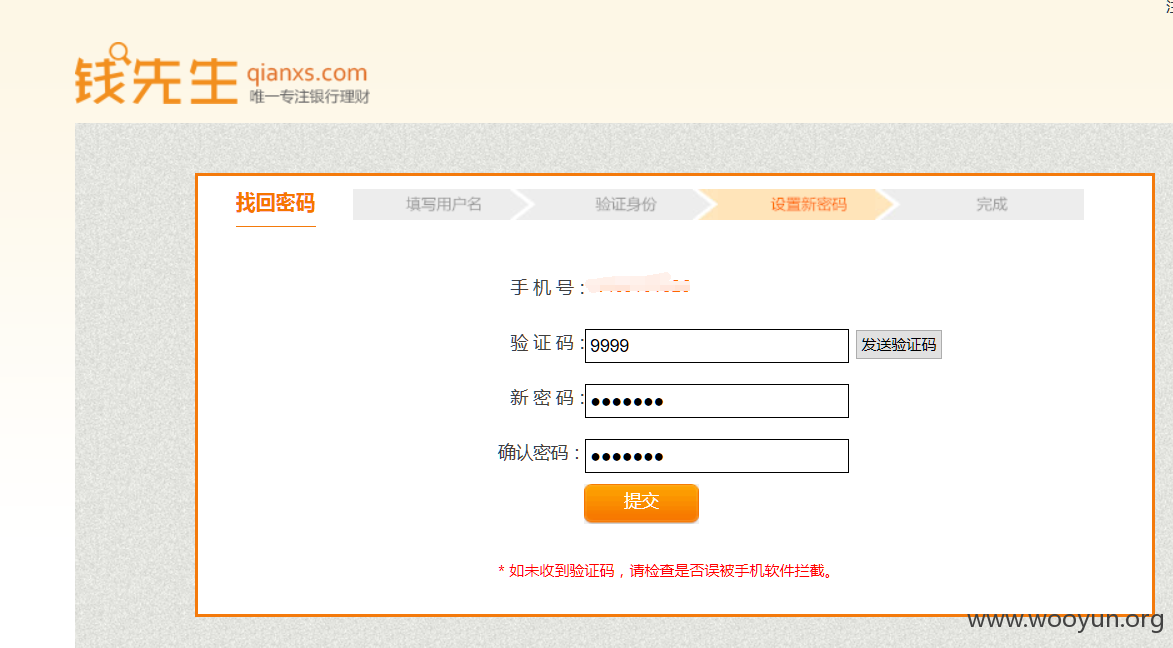 注
钱先生 qianxs.com
唯一专注银行理财
找回密码 填写用户名 验证身份 设置新密码 完成
手 机 号：
验 证 码： 9999 发送验证码
新 密 码： ●●●●●●●
确认密码： ●●●●●●●
提交
* 如未收到验证码，请检查是否误被手机软件拦截。
www.wooyun.org